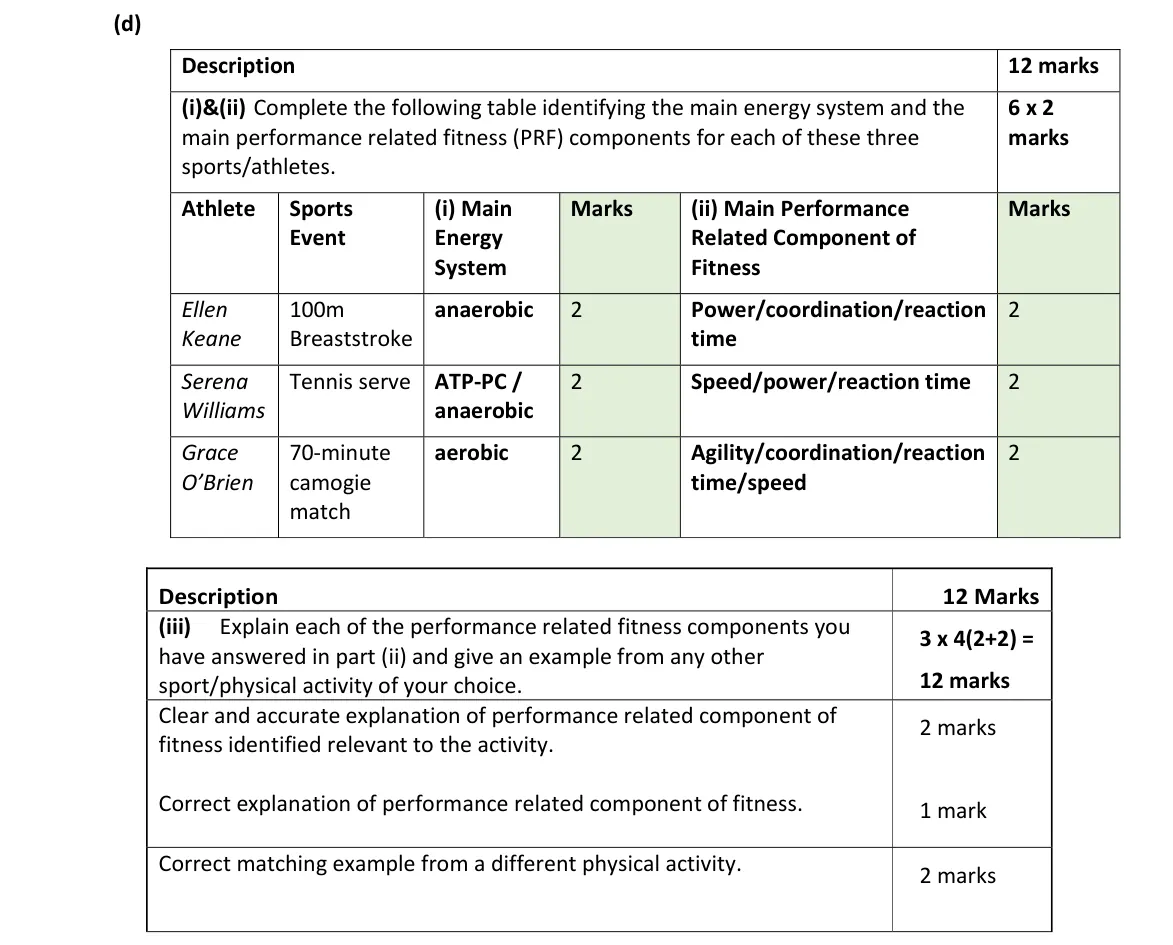 (d)
Description 12 marks
(i)&(ii) Complete the following table identifying the main energy system and the 6 x 2
main performance related fitness (PRF) components for each of these three marks
sports/athletes.
Athlete Sports (i) Main Marks (ii) Main Performance Marks
Event Energy Related Component of
System Fitness
Ellen 100m anaerobic 2 Power/coordination/reaction 2
Keane Breaststroke time
Serena Tennis serve ATP-PC / 2 Speed/power/reaction time 2
Williams anaerobic
Grace 70-minute aerobic 2 Agility/coordination/reaction 2
O’Brien camogie time/speed
match
Description 12 Marks
(iii) Explain each of the performance related fitness components you 3 x 4(2+2) =
have answered in part (ii) and give an example from any other
sport/physical activity of your choice. 12 marks
Clear and accurate explanation of performance related component of 2 marks
fitness identified relevant to the activity.
Correct explanation of performance related component of fitness. 1 mark
Correct matching example from a different physical activity. 2 marks